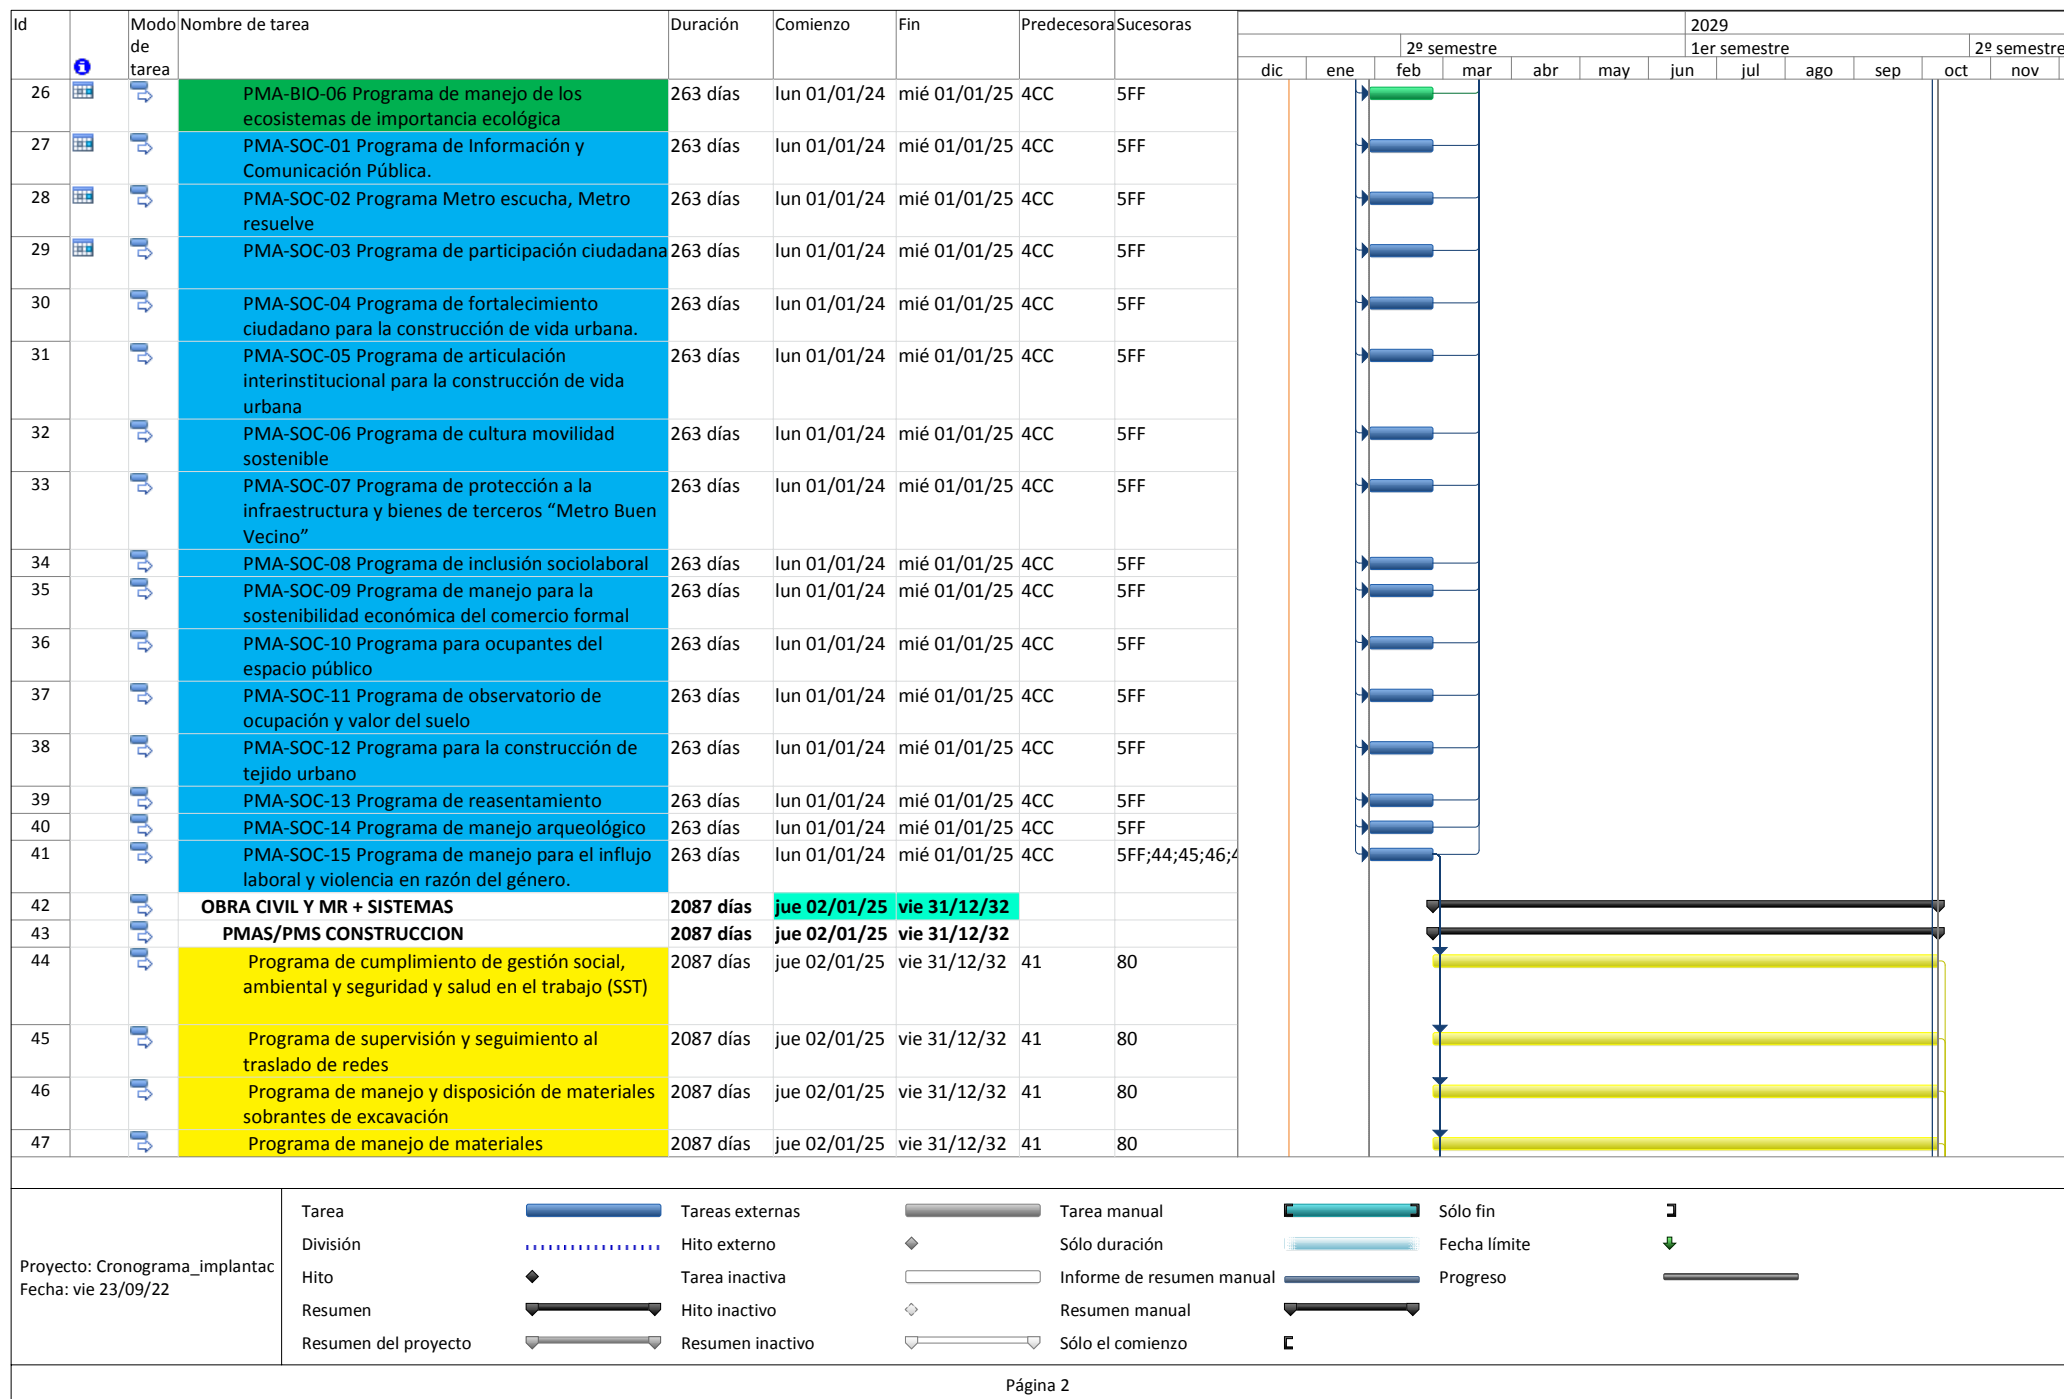 Id Modo de tarea Nombre de tarea Duración Comienzo Fin Predecesora Sucesoras
2029
2º semestre 1er semestre 2º semestre
dic ene feb mar abr may jun jul ago sep oct nov
26 PMA-BIO-06 Programa de manejo de los 263 días lun 01/01/24 mié 01/01/25 4CC 5FF
ecosistemas de importancia ecológica
27 PMA-SOC-01 Programa de Información y 263 días lun 01/01/24 mié 01/01/25 4CC 5FF
Comunicación Pública.
28 PMA-SOC-02 Programa Metro escucha, Metro 263 días lun 01/01/24 mié 01/01/25 4CC 5FF
resuelve
29 PMA-SOC-03 Programa de participación ciudadana 263 días lun 01/01/24 mié 01/01/25 4CC 5FF
30 PMA-SOC-04 Programa de fortalecimiento 263 días lun 01/01/24 mié 01/01/25 4CC 5FF
ciudadano para la construcción de vida urbana.
31 PMA-SOC-05 Programa de articulación 263 días lun 01/01/24 mié 01/01/25 4CC 5FF
interinstitucional para la construcción de vida
urbana
32 PMA-SOC-06 Programa de cultura movilidad 263 días lun 01/01/24 mié 01/01/25 4CC 5FF
sostenible
33 PMA-SOC-07 Programa de protección a la 263 días lun 01/01/24 mié 01/01/25 4CC 5FF
infraestructura y bienes de terceros “Metro Buen
Vecino”
34 PMA-SOC-08 Programa de inclusión sociolaboral 263 días lun 01/01/24 mié 01/01/25 4CC 5FF
35 PMA-SOC-09 Programa de manejo para la 263 días lun 01/01/24 mié 01/01/25 4CC 5FF
sostenibilidad económica del comercio formal
36 PMA-SOC-10 Programa para ocupantes del 263 días lun 01/01/24 mié 01/01/25 4CC 5FF
espacio público
37 PMA-SOC-11 Programa de observatorio de 263 días lun 01/01/24 mié 01/01/25 4CC 5FF
ocupación y valor del suelo
38 PMA-SOC-12 Programa para la construcción de 263 días lun 01/01/24 mié 01/01/25 4CC 5FF
tejido urbano
39 PMA-SOC-13 Programa de reasentamiento 263 días lun 01/01/24 mié 01/01/25 4CC 5FF
40 PMA-SOC-14 Programa de manejo arqueológico 263 días lun 01/01/24 mié 01/01/25 4CC 5FF
41 PMA-SOC-15 Programa de manejo para el influjo 263 días lun 01/01/24 mié 01/01/25 4CC 5FF;44;45;46;4
laboral y violencia en razón del género.
42 OBRA CIVIL Y MR + SISTEMAS 2087 días jue 02/01/25 vie 31/12/32
43 PMAS/PMS CONSTRUCCION 2087 días jue 02/01/25 vie 31/12/32
44 Programa de cumplimiento de gestión social, 2087 días jue 02/01/25 vie 31/12/32 41 80
ambiental y seguridad y salud en el trabajo (SST)
45 Programa de supervisión y seguimiento al 2087 días jue 02/01/25 vie 31/12/32 41 80
traslado de redes
46 Programa de manejo y disposición de materiales 2087 días jue 02/01/25 vie 31/12/32 41 80
sobrantes de excavación
47 Programa de manejo de materiales 2087 días jue 02/01/25 vie 31/12/32 41 80
Proyecto: Cronograma_implantac
Fecha: vie 23/09/22
Tarea Tareas externas Tarea manual Sólo fin
División Hito externo Sólo duración Fecha límite
Hito Tarea inactiva Informe de resumen manual Progreso
Resumen Hito inactivo Resumen manual
Resumen del proyecto Resumen inactivo Sólo el comienzo
Página 2